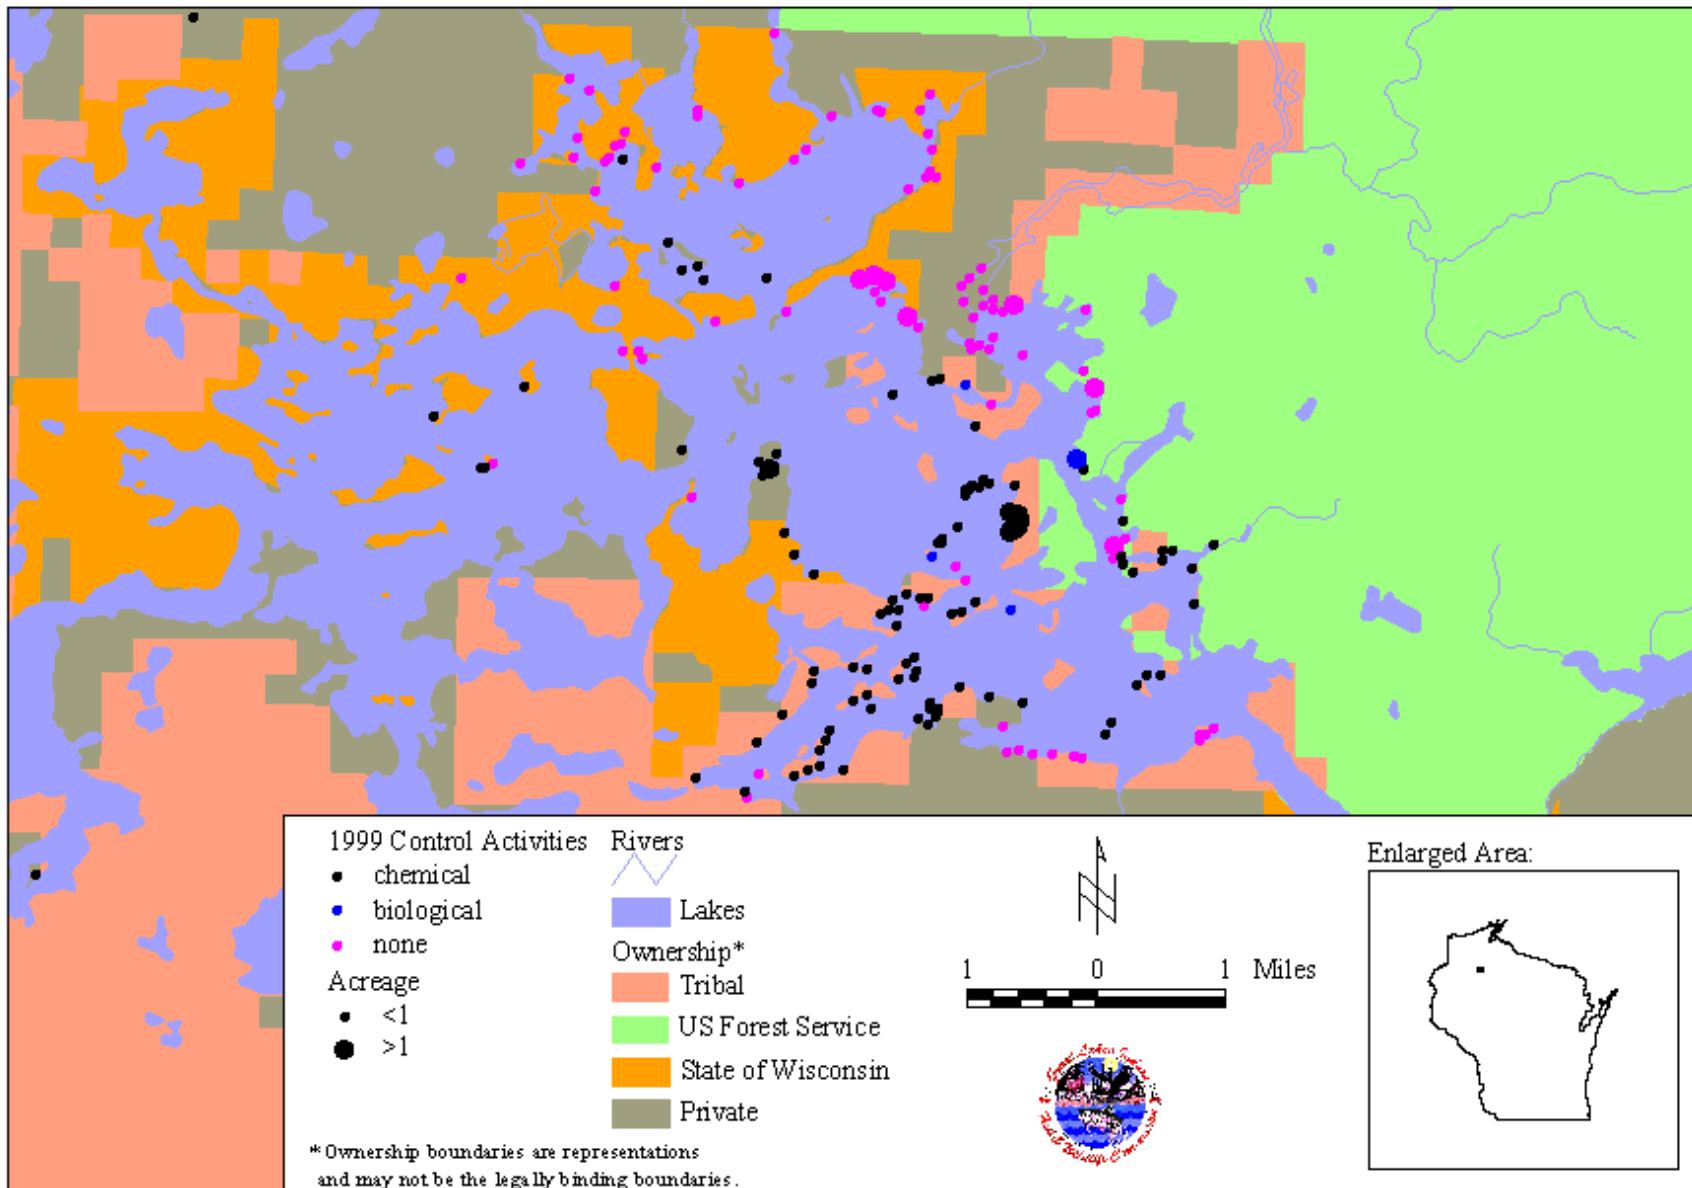 1999 Control Activities
chemical
biological
none
Acreage
<1
>1
Rivers
Lakes
Ownership*
Tribal
US Forest Service
State of Wisconsin
Private
*Ownership boundaries are representations
and may not be the legally binding boundaries.
N
1 0 1 Miles
Enlarged Area: